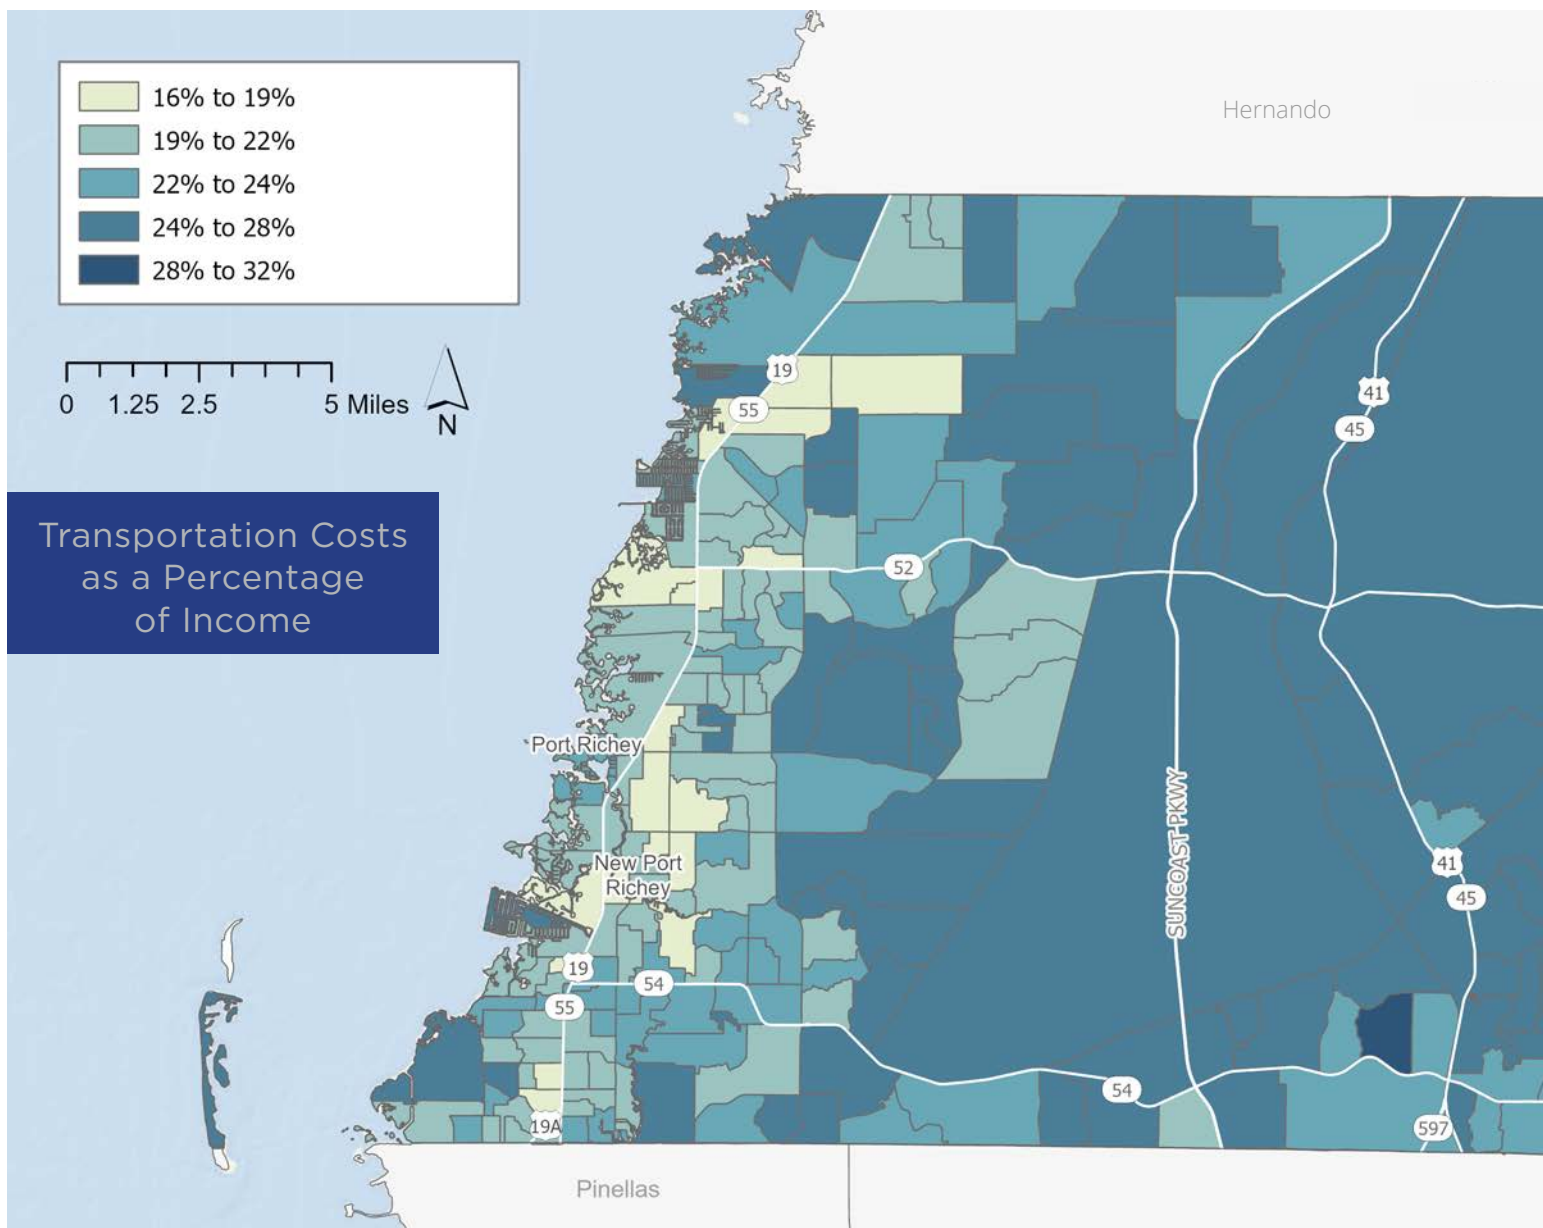 16% to 19%
19% to 22%
22% to 24%
24% to 28%
28% to 32%
0 1.25 2.5 5 Miles
N
Transportation Costs
as a Percentage
of Income
Hernando
19
55
41
45
52
Port Richey
SUNCOAST PKWY
New Port
Richey
41
45
19
54
55
54
19A
597
Pinellas